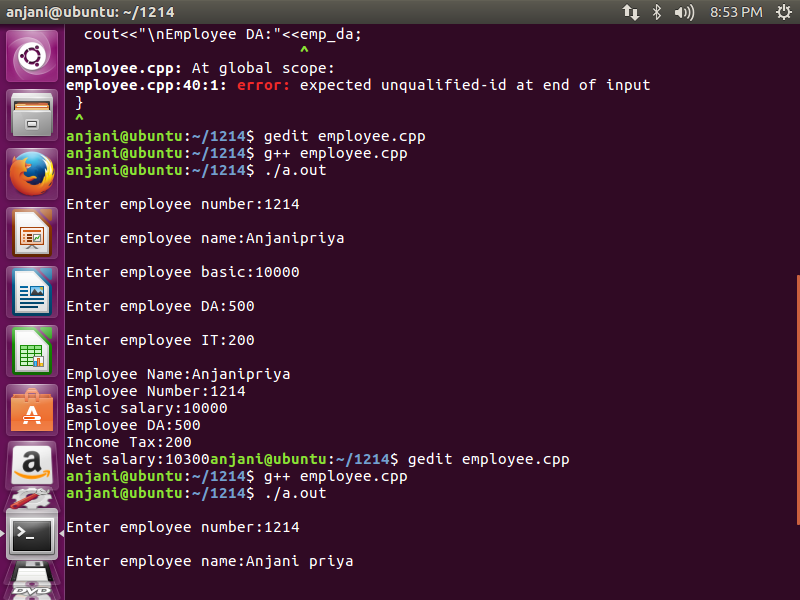 anjani@ubuntu: ~/1214
8:53 PM
cout<<"\nEmployee DA:"<<emp_da;
^
employee.cpp: At global scope:
employee.cpp:40:1: error: expected unqualified-id at end of input
}
^
anjani@ubuntu:~/1214$ gedit employee.cpp
anjani@ubuntu:~/1214$ g++ employee.cpp
anjani@ubuntu:~/1214$ ./a.out
Enter employee number:1214
Enter employee name:Anjanipriya
Enter employee basic:10000
Enter employee DA:500
Enter employee IT:200
Employee Name:Anjanipriya
Employee Number:1214
Basic salary:10000
Employee DA:500
Income Tax:200
Net salary:10300anjani@ubuntu:~/1214$ gedit employee.cpp
anjani@ubuntu:~/1214$ g++ employee.cpp
anjani@ubuntu:~/1214$ ./a.out
Enter employee number:1214
Enter employee name:Anjani priya
A
a
>_
DVD